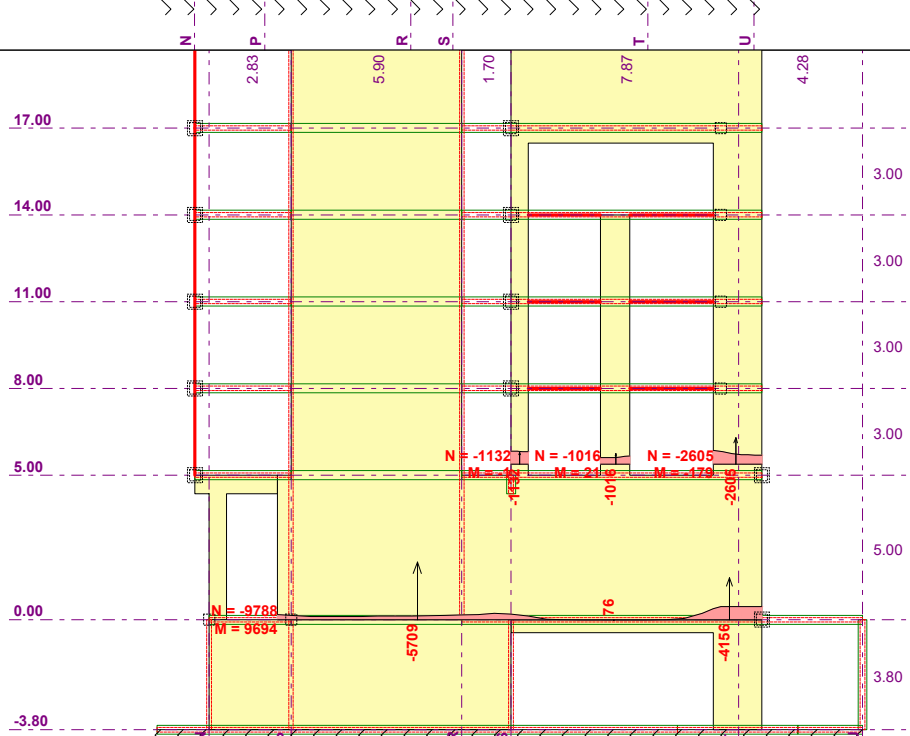 N P R S T U
2.83 5.90 1.70 7.87 4.28
17.00
3.00
14.00
3.00
11.00
3.00
8.00
3.00
N = -1132 N = -1016 N = -2605
5.00
M = 21 M = -179
-1132 -1016 -2605
5.00
0.00
N = -9788
76
M = 9694
-5709 -4156
3.80
-3.80